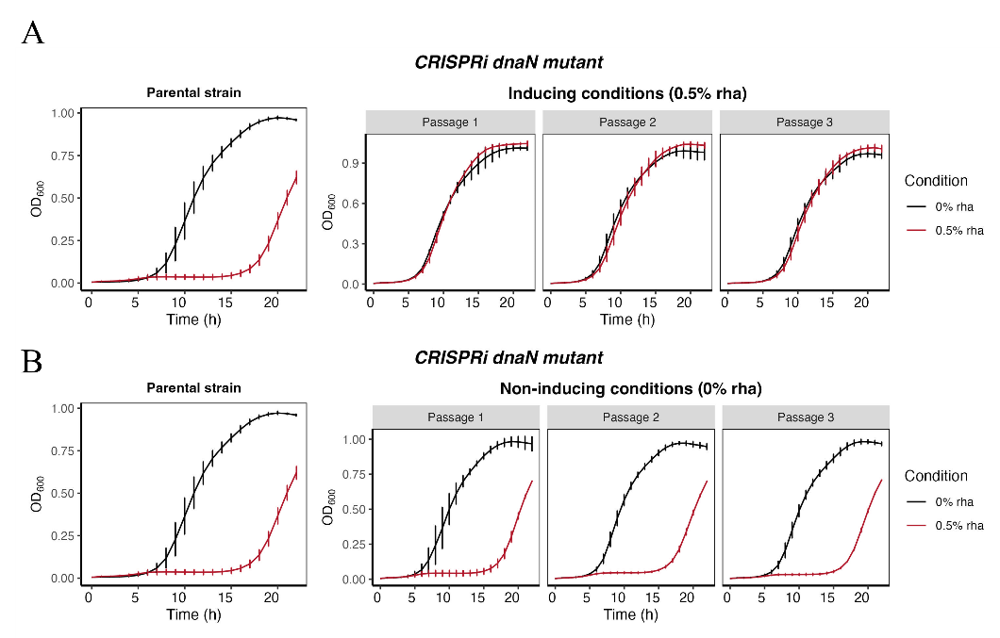 A
CRISPRi dnaN mutant
Parental strain
Inducing conditions (0.5% rha)
Passage 1 Passage 2 Passage 3
OD600
1.00
0.75
0.50
0.25
0.00
0 5 10 15 20
Time (h)
OD600
0.9
0.6
0.3
0.0
0 5 10 15 20 0 5 10 15 20 0 5 10 15 20
Time (h)
Condition
0% rha
0.5% rha
B
CRISPRi dnaN mutant
Parental strain
Non-inducing conditions (0% rha)
Passage 1 Passage 2 Passage 3
OD600
1.00
0.75
0.50
0.25
0.00
0 5 10 15 20
Time (h)
OD600
1.00
0.75
0.50
0.25
0.00
0 5 10 15 20 0 5 10 15 20 0 5 10 15 20
Time (h)
Condition
0% rha
0.5% rha